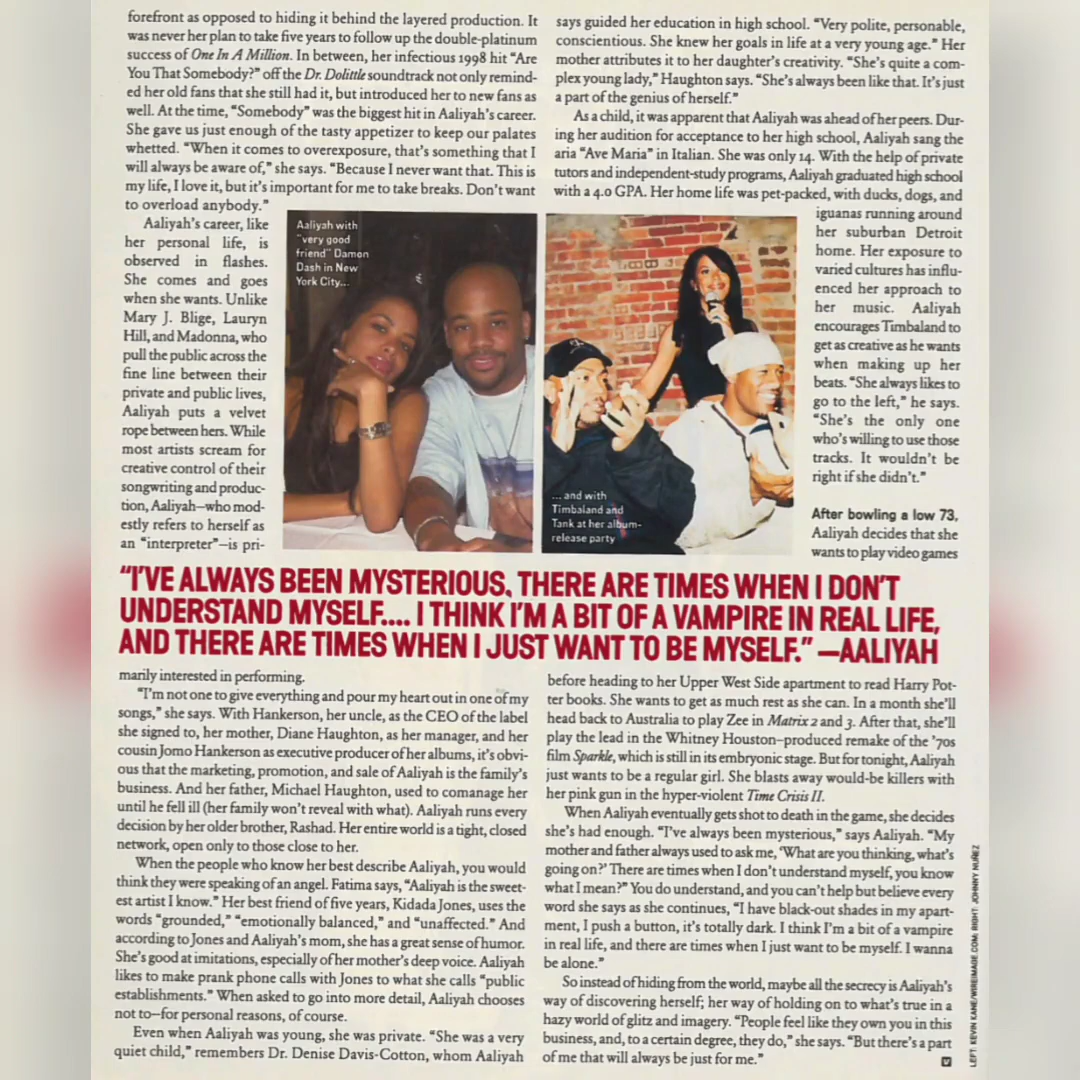 forefront as opposed to hiding it behind the layered production. It
was never her plan to take five years to follow up the double-platinum
success of One In A Million. In between, her infectious 1998 hit “Are
You That Somebody?” off the Dr. Dolittle soundtrack not only remind-
ed her old fans that she still had it, but introduced her to new fans as
well. At the time, “Somebody” was the biggest hit in Aaliyah’s career.
She gave us just enough of the tasty appetizer to keep our palates
whetted. “When it comes to overexposure, that’s something that I
will always be aware of,” she says. “Because I never want that. This is
my life, I love it, but it’s important for me to take breaks. Don’t want
to overload anybody.”
Aaliyah’s career, like
her personal life, is
observed in flashes.
She comes and goes
when she wants. Unlike
Mary J. Blige, Lauryn
Hill, and Madonna, who
pull the public across the
fine line between their
private and public lives,
Aaliyah puts a velvet
rope between hers. While
most artists scream for
creative control of their
songwriting and produc-
tion, Aaliyah—who mod-
estly refers to herself as
an “interpreter”—is pri-
marily interested in performing.
“I’m not one to give everything and pour my heart out in one of my
songs,” she says. With Hankerson, her uncle, as the CEO of the label
she signed to, her mother, Diane Haughton, as her manager, and her
cousin Jomo Hankerson as executive producer of her albums, it’s obvi-
ous that the marketing, promotion, and sale of Aaliyah is the family’s
business. And her father, Michael Haughton, used to comanage her
until he fell ill (her family won’t reveal with what). Aaliyah runs every
decision by her older brother, Rashad. Her entire world is a tight, closed
network, open only to those close to her.
When the people who know her best describe Aaliyah, you would
think they were speaking of an angel. Fatima says, “Aaliyah is the sweet-
est artist I know.” Her best friend of five years, Kidada Jones, uses the
words “grounded,” “emotionally balanced,” and “unaffected.” And
according to Jones and Aaliyah’s mom, she has a great sense of humor.
She’s good at imitations, especially of her mother’s deep voice. Aaliyah
likes to make prank phone calls with Jones to what she calls “public
establishments.” When asked to go into more detail, Aaliyah chooses
not to—for personal reasons, of course.
Even when Aaliyah was young, she was private. “She was a very
quiet child,” remembers Dr. Denise Davis-Cotton, whom Aaliyah
says guided her education in high school. “Very polite, personable,
conscientious. She knew her goals in life at a very young age.” Her
mother attributes it to her daughter’s creativity. “She’s quite a com-
plex young lady,” Haughton says. “She’s always been like that. It’s just
a part of the genius of herself.”
As a child, it was apparent that Aaliyah was ahead of her peers. Dur-
ing her audition for acceptance to her high school, Aaliyah sang the
aria “Ave Maria” in Italian. She was only 14. With the help of private
tutors and independent-study programs, Aaliyah graduated high school
with a 4.0 GPA. Her home life was pet-packed, with ducks, dogs, and
iguanas running around
her suburban Detroit
home. Her exposure to
varied cultures has influ-
enced her approach to
her music. Aaliyah
encourages Timbaland to
get as creative as he wants
when making up her
beats. “She always likes to
go to the left,” he says.
“She’s the only one
who’s willing to use those
tracks. It wouldn’t be
right if she didn’t.”
After bowling a low 73,
Aaliyah decides that she
wants to play video games
before heading to her Upper West Side apartment to read Harry Pot-
ter books. She wants to get as much rest as she can. In a month she’ll
head back to Australia to play Zee in Matrix 2 and 3. After that, she’ll
play the lead in the Whitney Houston–produced remake of the ’70s
film Sparkle, which is still in its embryonic stage. But for tonight, Aaliyah
just wants to be a regular girl. She blasts away would-be killers with
her pink gun in the hyper-violent Time Crisis II.
When Aaliyah eventually gets shot to death in the game, she decides
she’s had enough. “I’ve always been mysterious,” says Aaliyah. “My
mother and father always used to ask me, ‘What are you thinking, what’s
going on?’ There are times when I don’t understand myself, you know
what I mean?” You do understand, and you can’t help but believe every
word she says as she continues, “I have black-out shades in my apart-
ment, I push a button, it’s totally dark. I think I’m a bit of a vampire
in real life, and there are times when I just want to be myself. I wanna
be alone.”
So instead of hiding from the world, maybe all the secrecy is Aaliyah’s
way of discovering herself; her way of holding on to what’s true in a
hazy world of glitz and imagery. “People feel like they own you in this
business, and, to a certain degree, they do,” she says. “But there’s a part
of me that will always be just for me.”
V
Aaliyah with
“very good
friend” Damon
Dash in New
York City...
... and with
Timbaland and
Tank at her album-
release party
“I’VE ALWAYS BEEN MYSTERIOUS. THERE ARE TIMES WHEN I DON’T
UNDERSTAND MYSELF.... I THINK I’M A BIT OF A VAMPIRE IN REAL LIFE,
AND THERE ARE TIMES WHEN I JUST WANT TO BE MYSELF.” —AALIYAH
LEFT: KEVIN KANE/WIREIMAGE.COM; RIGHT: JOHNNY NUÑEZ